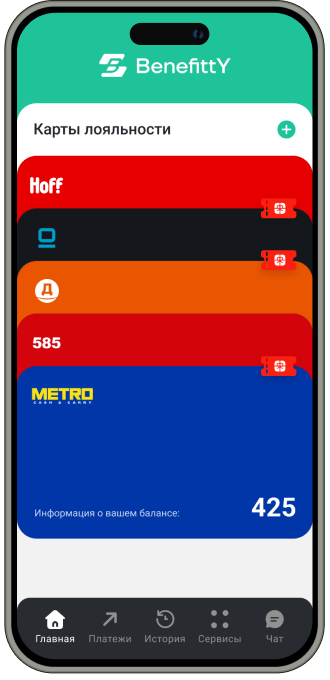 BenefittY
Карты лояльности
Hoff
Д
585
METRO
CASH & CARRY
Информация о вашем балансе:
425
Главная
Платежи
История
Сервисы
Чат